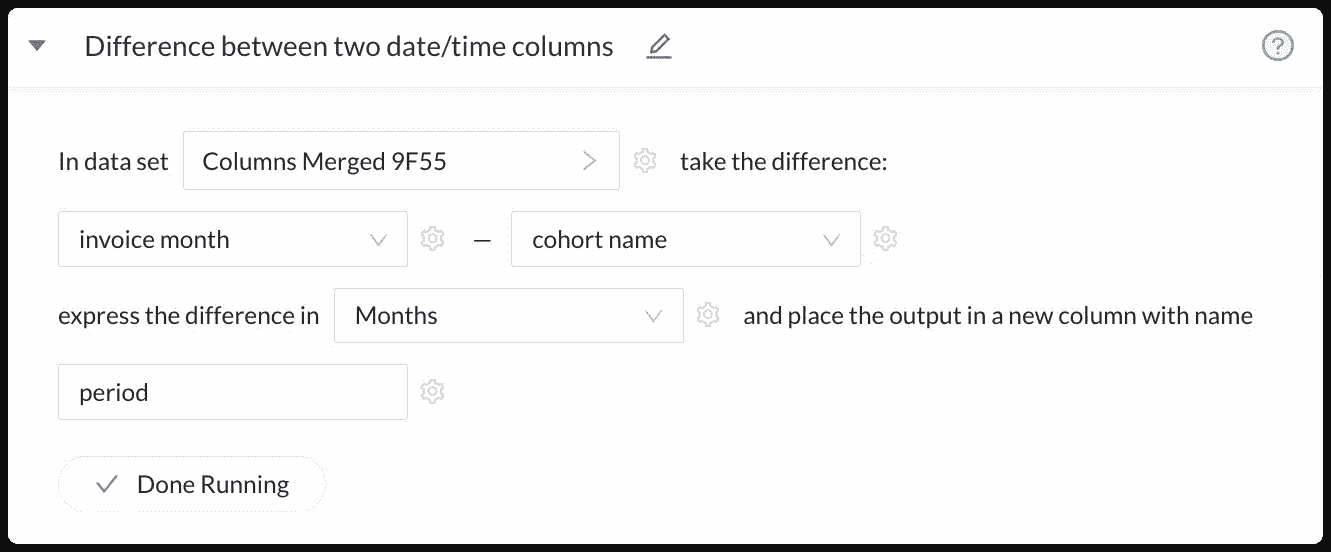 Difference between two date/time columns ?
In data set Columns Merged 9F55 take the difference:
invoice month – cohort name
express the difference in Months and place the output in a new column with name
period
Done Running